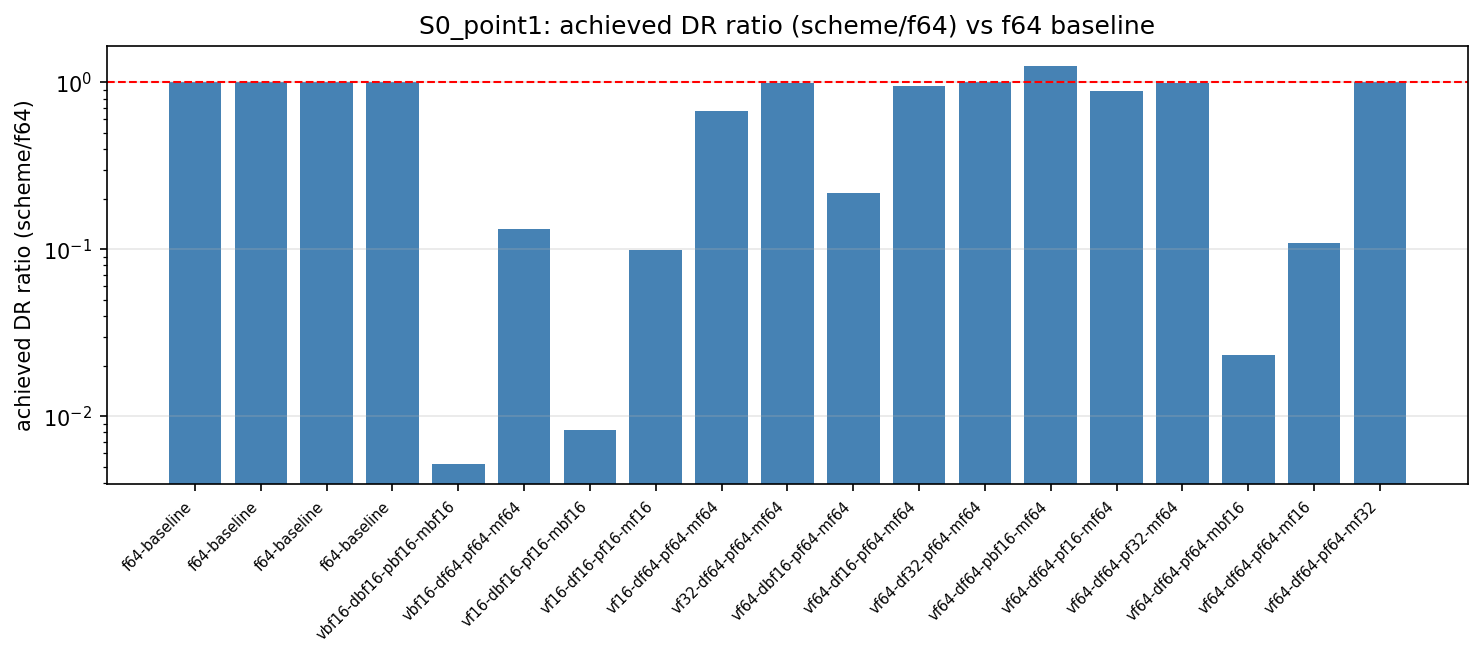 S0_point1: achieved DR ratio (scheme/f64) vs f64 baseline
achieved DR ratio (scheme/f64)
10⁰
10⁻¹
10⁻²
f64-baseline
f64-baseline
f64-baseline
f64-baseline
vbf16-dbf16-pbf16-mbf16
vbf16-df64-pf64-mf64
vf16-dbf16-pf16-mbf16
vf16-df16-pf16-mf16
vf16-df64-pf64-mf64
vf32-df64-pf64-mf64
vf64-dbf16-pf64-mf64
vf64-df16-pf64-mf64
vf64-df32-pf64-mf64
vf64-df64-pbf16-mf64
vf64-df64-pf16-mf64
vf64-df64-pf32-mf64
vf64-df64-pf64-mbf16
vf64-df64-pf64-mf16
vf64-df64-pf64-mf32